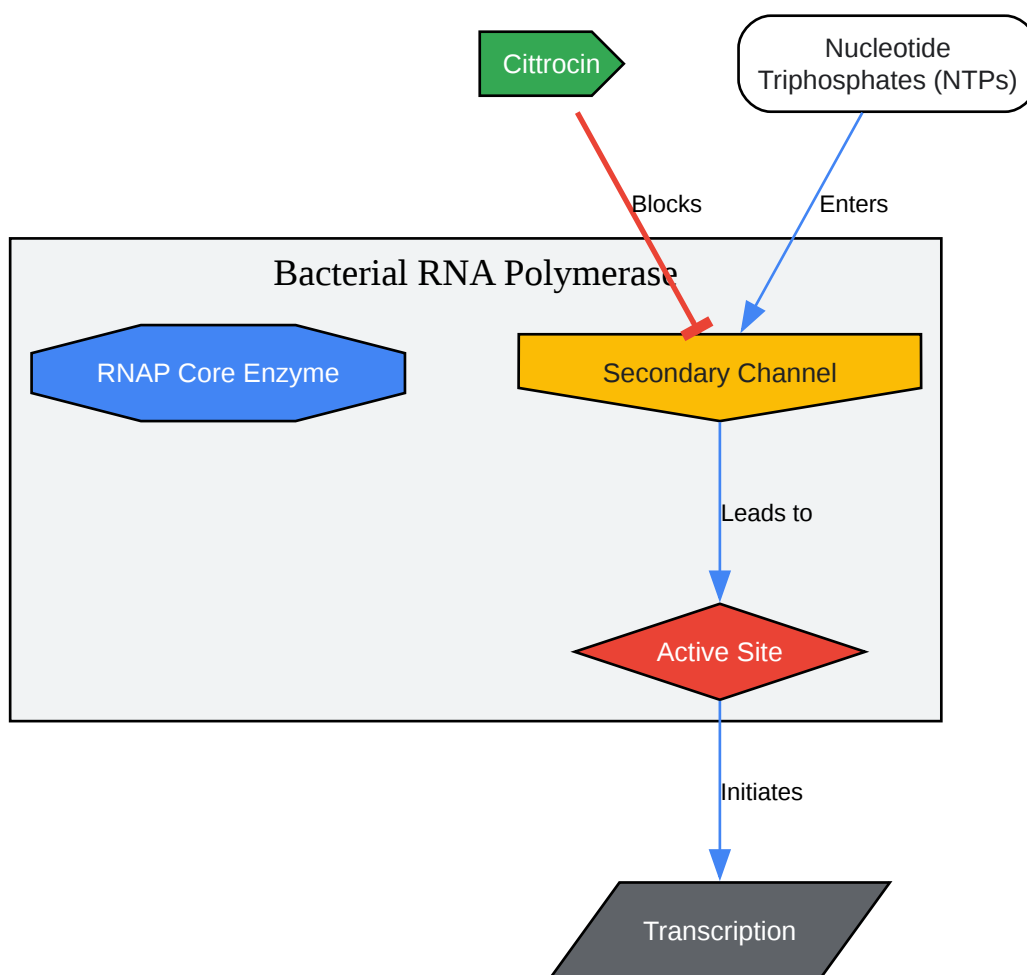 Cittrocin
Nucleotide
Triphosphates (NTPs)
Blocks
Enters
Bacterial RNA Polymerase
RNAP Core Enzyme
Secondary Channel
Leads to
Active Site
Initiates
Transcription